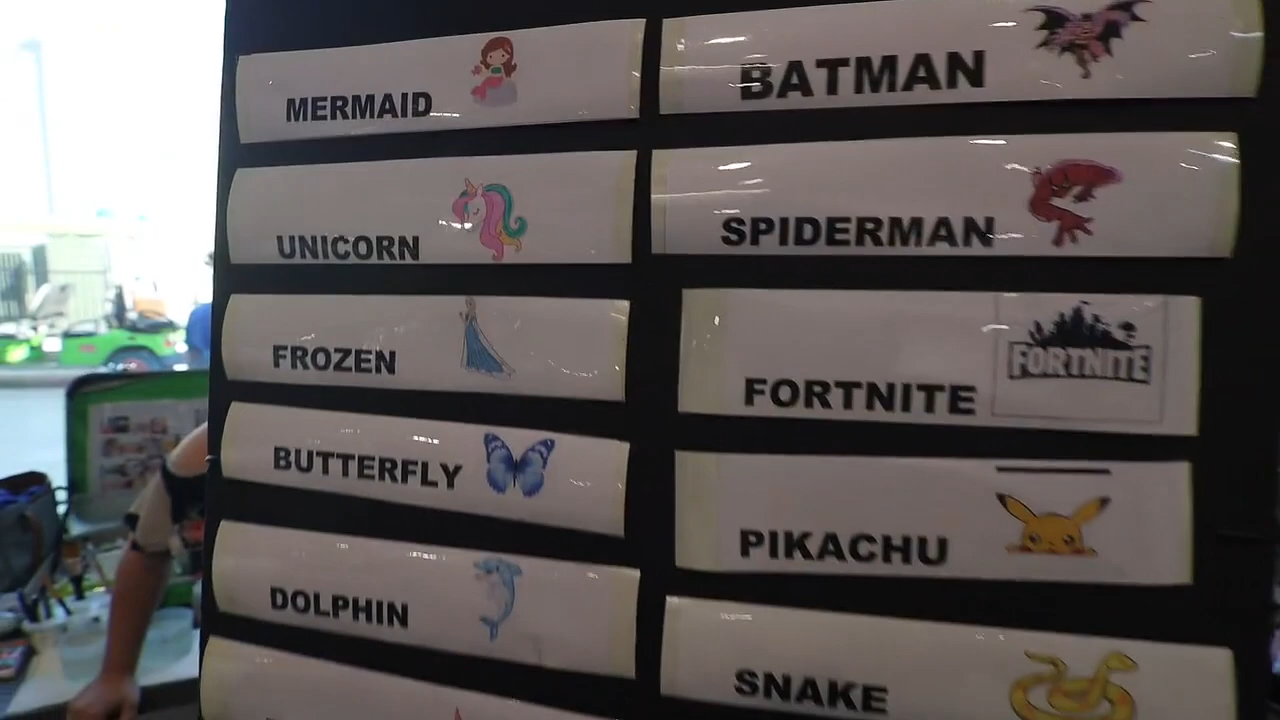 MERMAID
UNICORN
FROZEN
BUTTERFLY
DOLPHIN
BATMAN
SPIDERMAN
FORTNITE
FORTNITE
PIKACHU
SNAKE